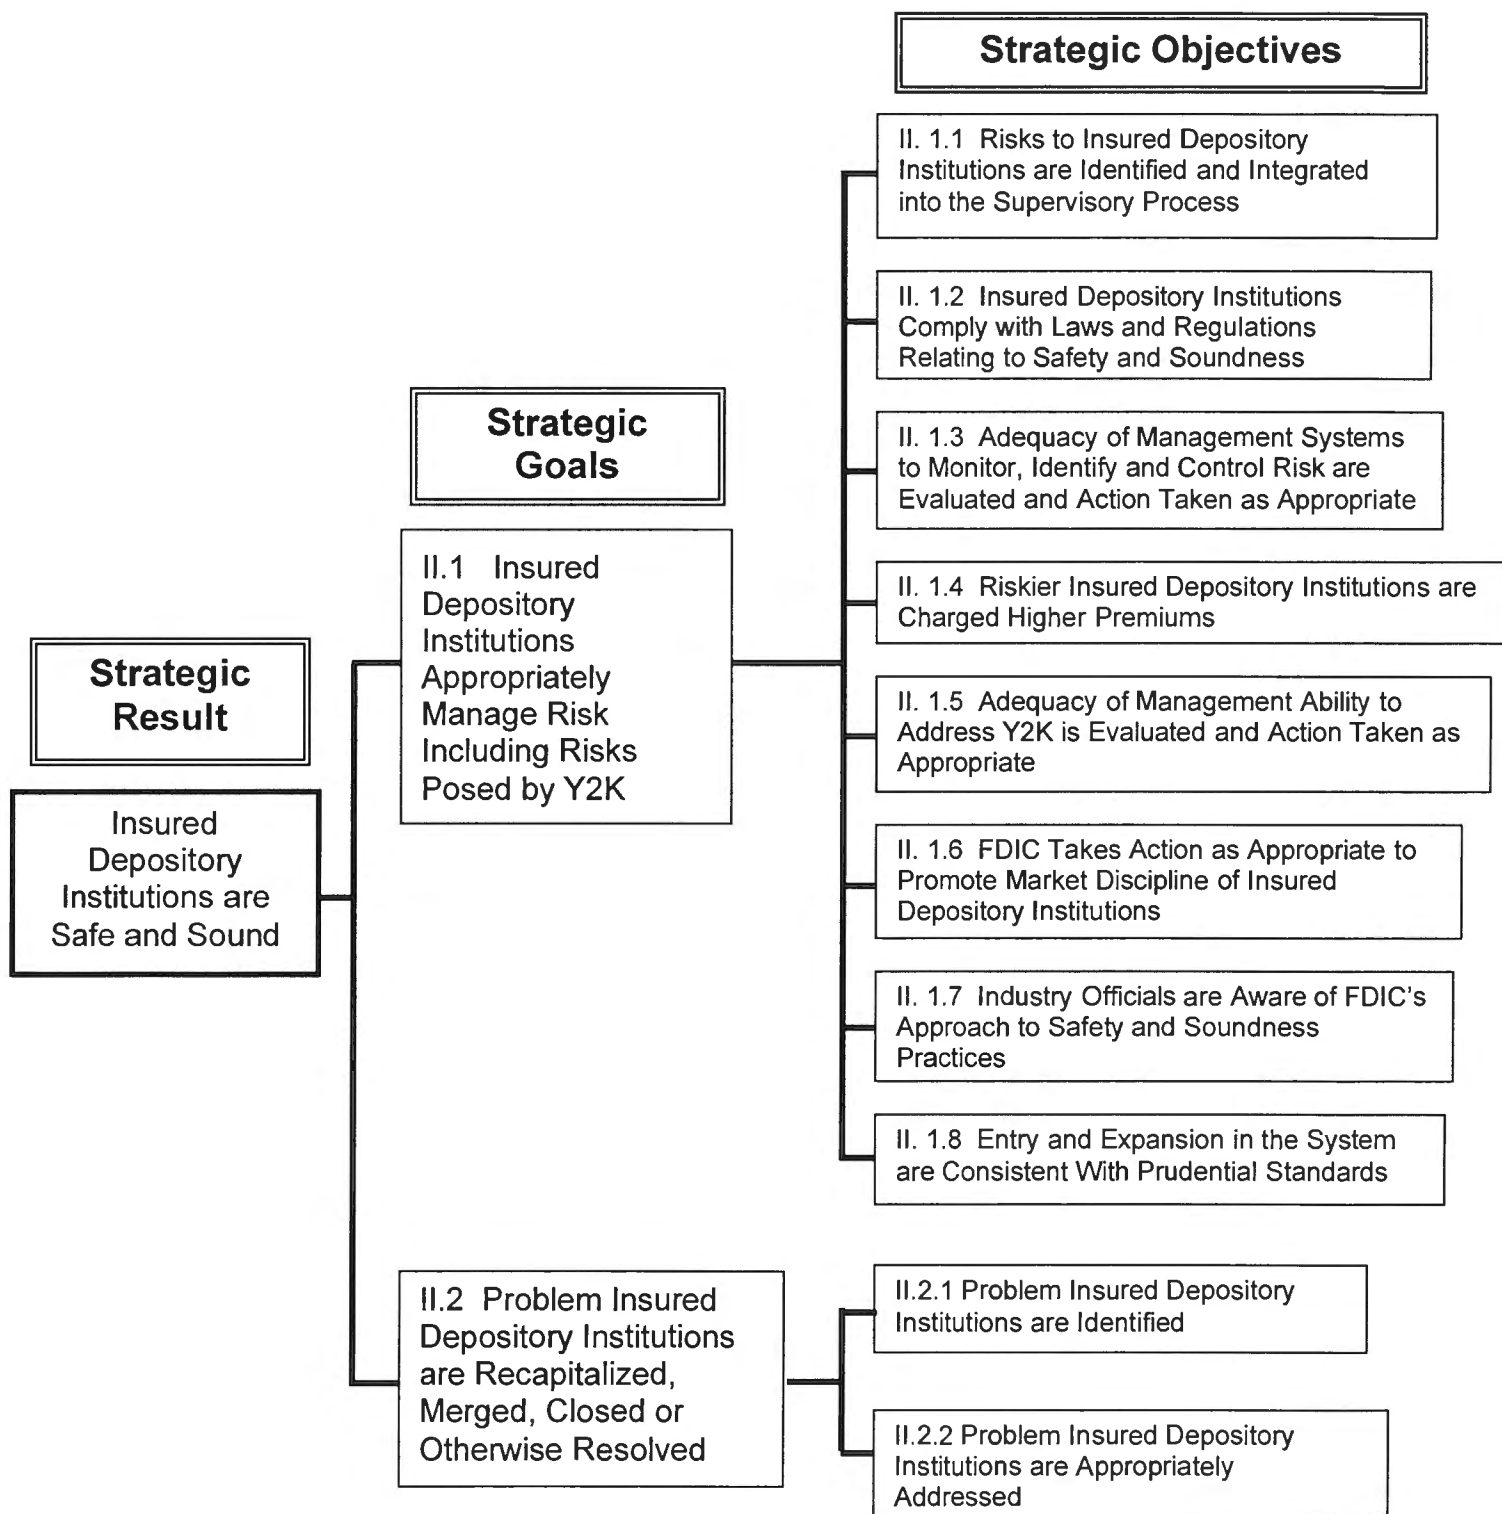 Strategic Objectives
II. 1.1 Risks to Insured Depository
Institutions are Identified and Integrated
into the Supervisory Process
II. 1.2 Insured Depository Institutions
Comply with Laws and Regulations
Relating to Safety and Soundness
Strategic
Goals
II. 1.3 Adequacy of Management Systems
to Monitor, Identify and Control Risk are
Evaluated and Action Taken as Appropriate
II.1 Insured
Depository
Institutions
Appropriately
Manage Risk
Including Risks
Posed by Y2K
II. 1.4 Riskier Insured Depository Institutions are
Charged Higher Premiums
Strategic
Result
II. 1.5 Adequacy of Management Ability to
Address Y2K is Evaluated and Action Taken as
Appropriate
Insured
Depository
Institutions are
Safe and Sound
II. 1.6 FDIC Takes Action as Appropriate to
Promote Market Discipline of Insured
Depository Institutions
II. 1.7 Industry Officials are Aware of FDIC's
Approach to Safety and Soundness
Practices
II. 1.8 Entry and Expansion in the System
are Consistent With Prudential Standards
II.2 Problem Insured
Depository Institutions
are Recapitalized,
Merged, Closed or
Otherwise Resolved
II.2.1 Problem Insured Depository
Institutions are Identified
II.2.2 Problem Insured Depository
Institutions are Appropriately
Addressed